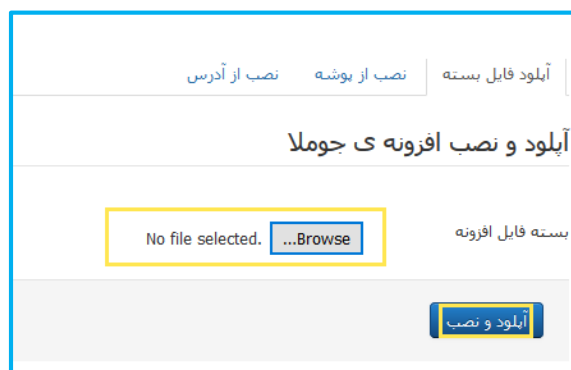 آپلود فایل بسته نصب از پوشه نصب از آدرس
آپلود و نصب افزونه ی جوملا
بسته فایل افزونه Browse... No file selected.
آپلود و نصب